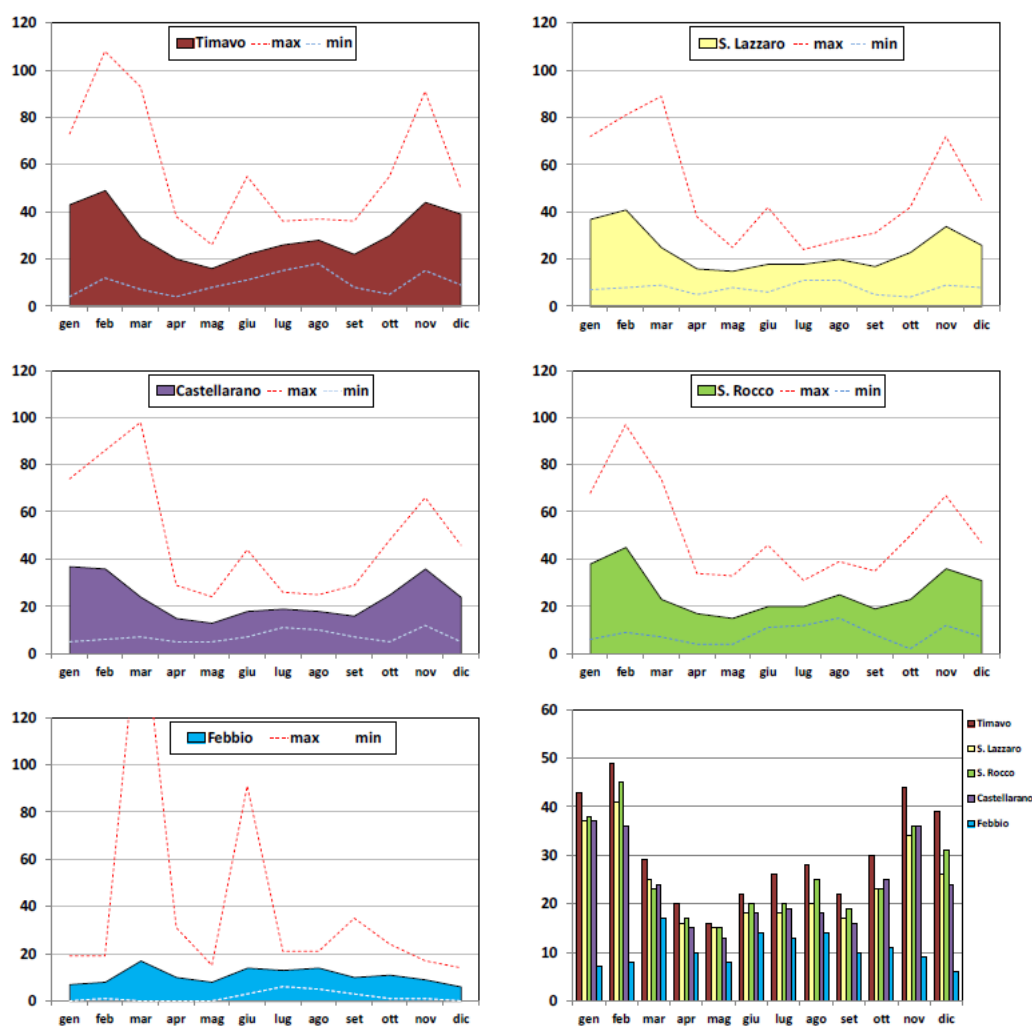 Timavo max min
120
100
80
60
40
20
0
gen feb mar apr mag giu lug ago set ott nov dic
S. Lazzaro max min
120
100
80
60
40
20
0
gen feb mar apr mag giu lug ago set ott nov dic
Castellarano max min
120
100
80
60
40
20
0
gen feb mar apr mag giu lug ago set ott nov dic
S. Rocco max min
120
100
80
60
40
20
0
gen feb mar apr mag giu lug ago set ott nov dic
Febbio max min
120
100
80
60
40
20
0
gen feb mar apr mag giu lug ago set ott nov dic
60
50
40
30
20
10
0
gen feb mar apr mag giu lug ago set ott nov dic
Timavo
S. Lazzaro
S. Rocco
Castellarano
Febbio